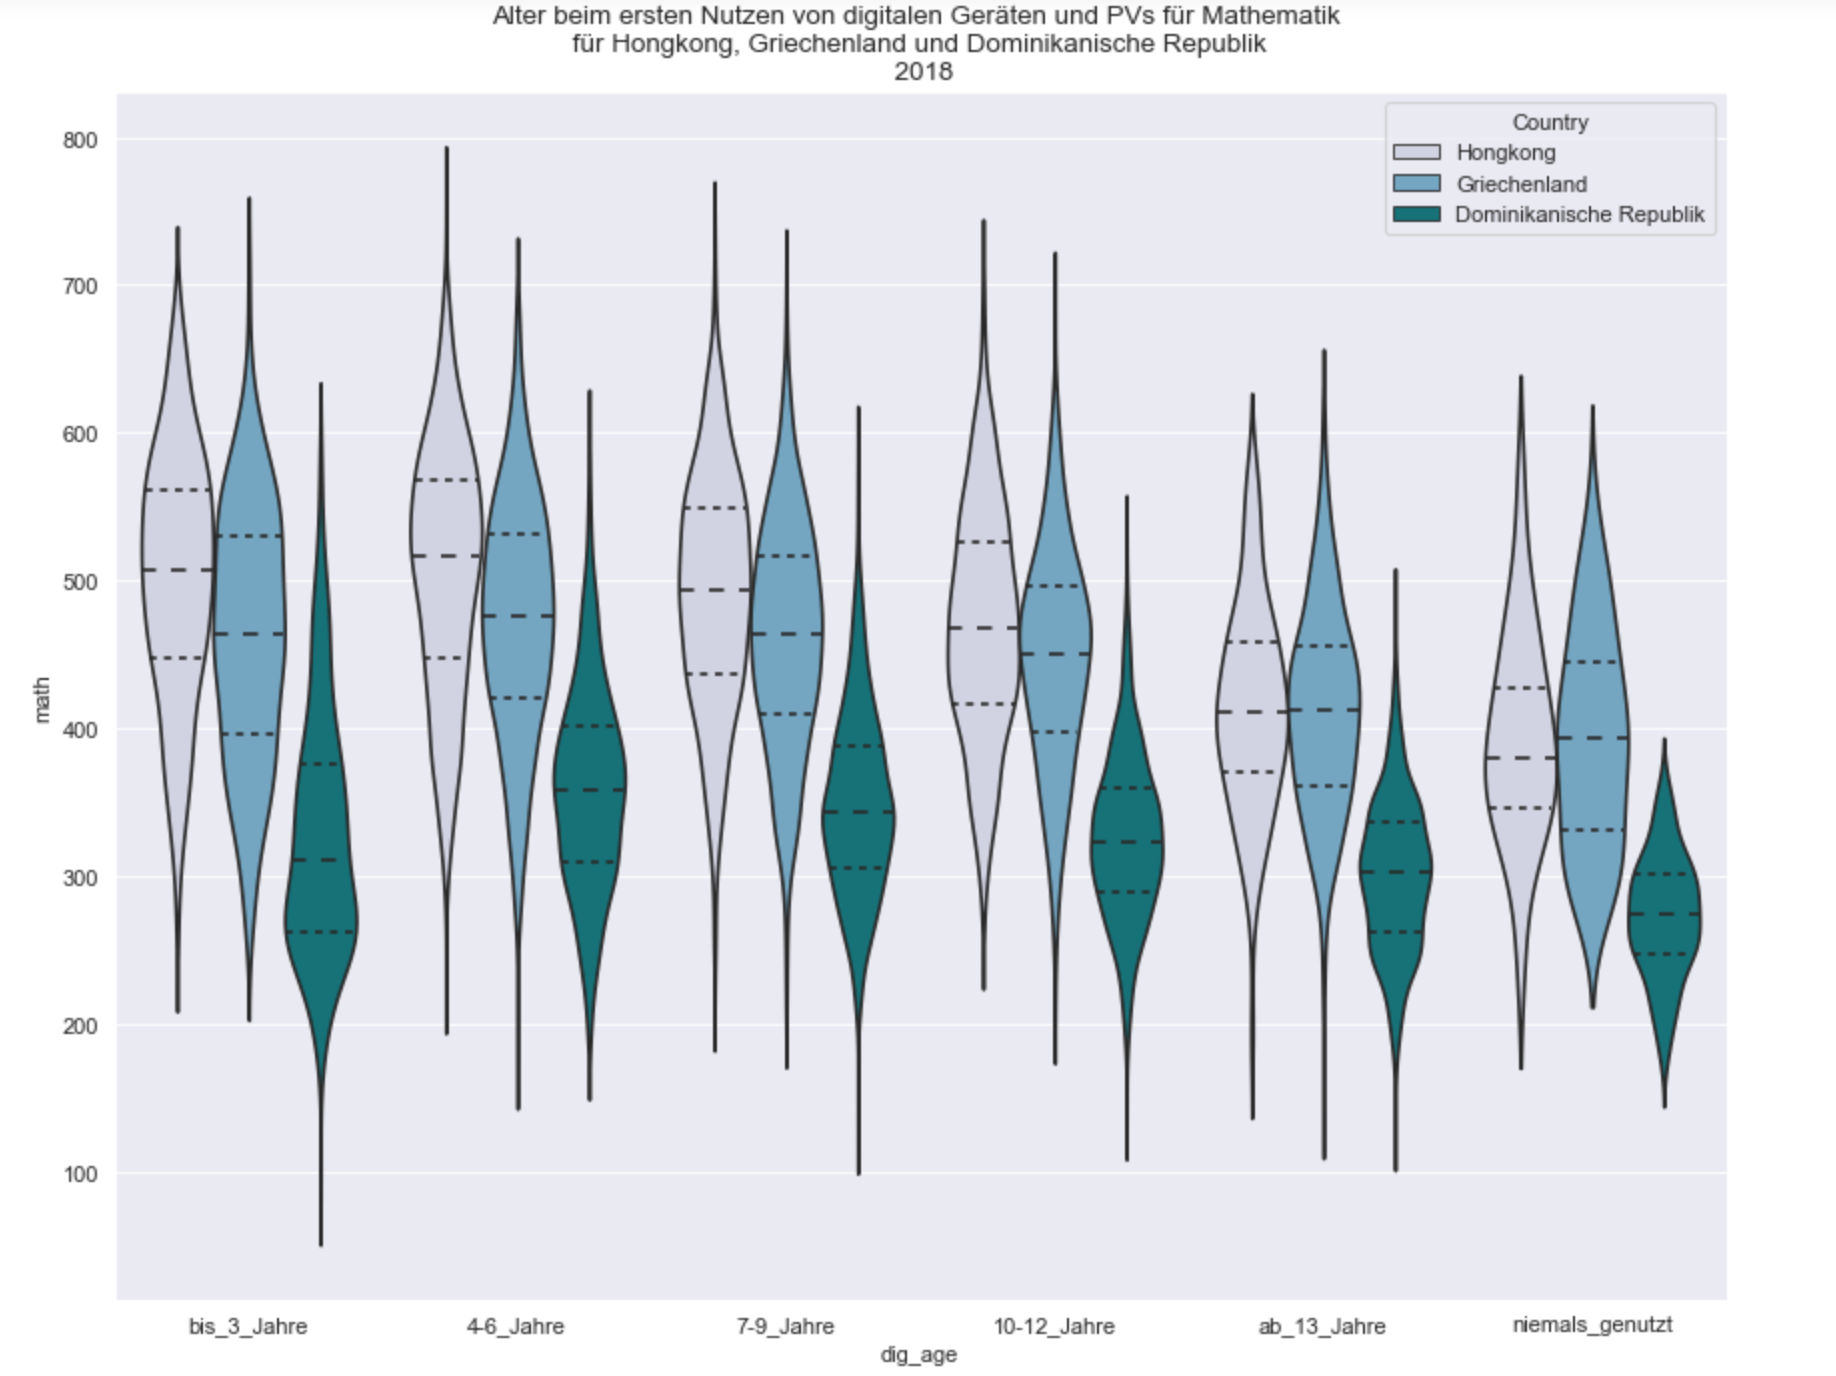 Alter beim ersten Nutzen von digitalen Geräten und PVs für Mathematik
für Hongkong, Griechenland und Dominikanische Republik
2018
Country
Hongkong
Griechenland
Dominikanische Republik
800
700
600
500
400
300
200
100
math
bis_3_Jahre
4-6_Jahre
7-9_Jahre
10-12_Jahre
ab_13_Jahre
niemals_genutzt
dig_age